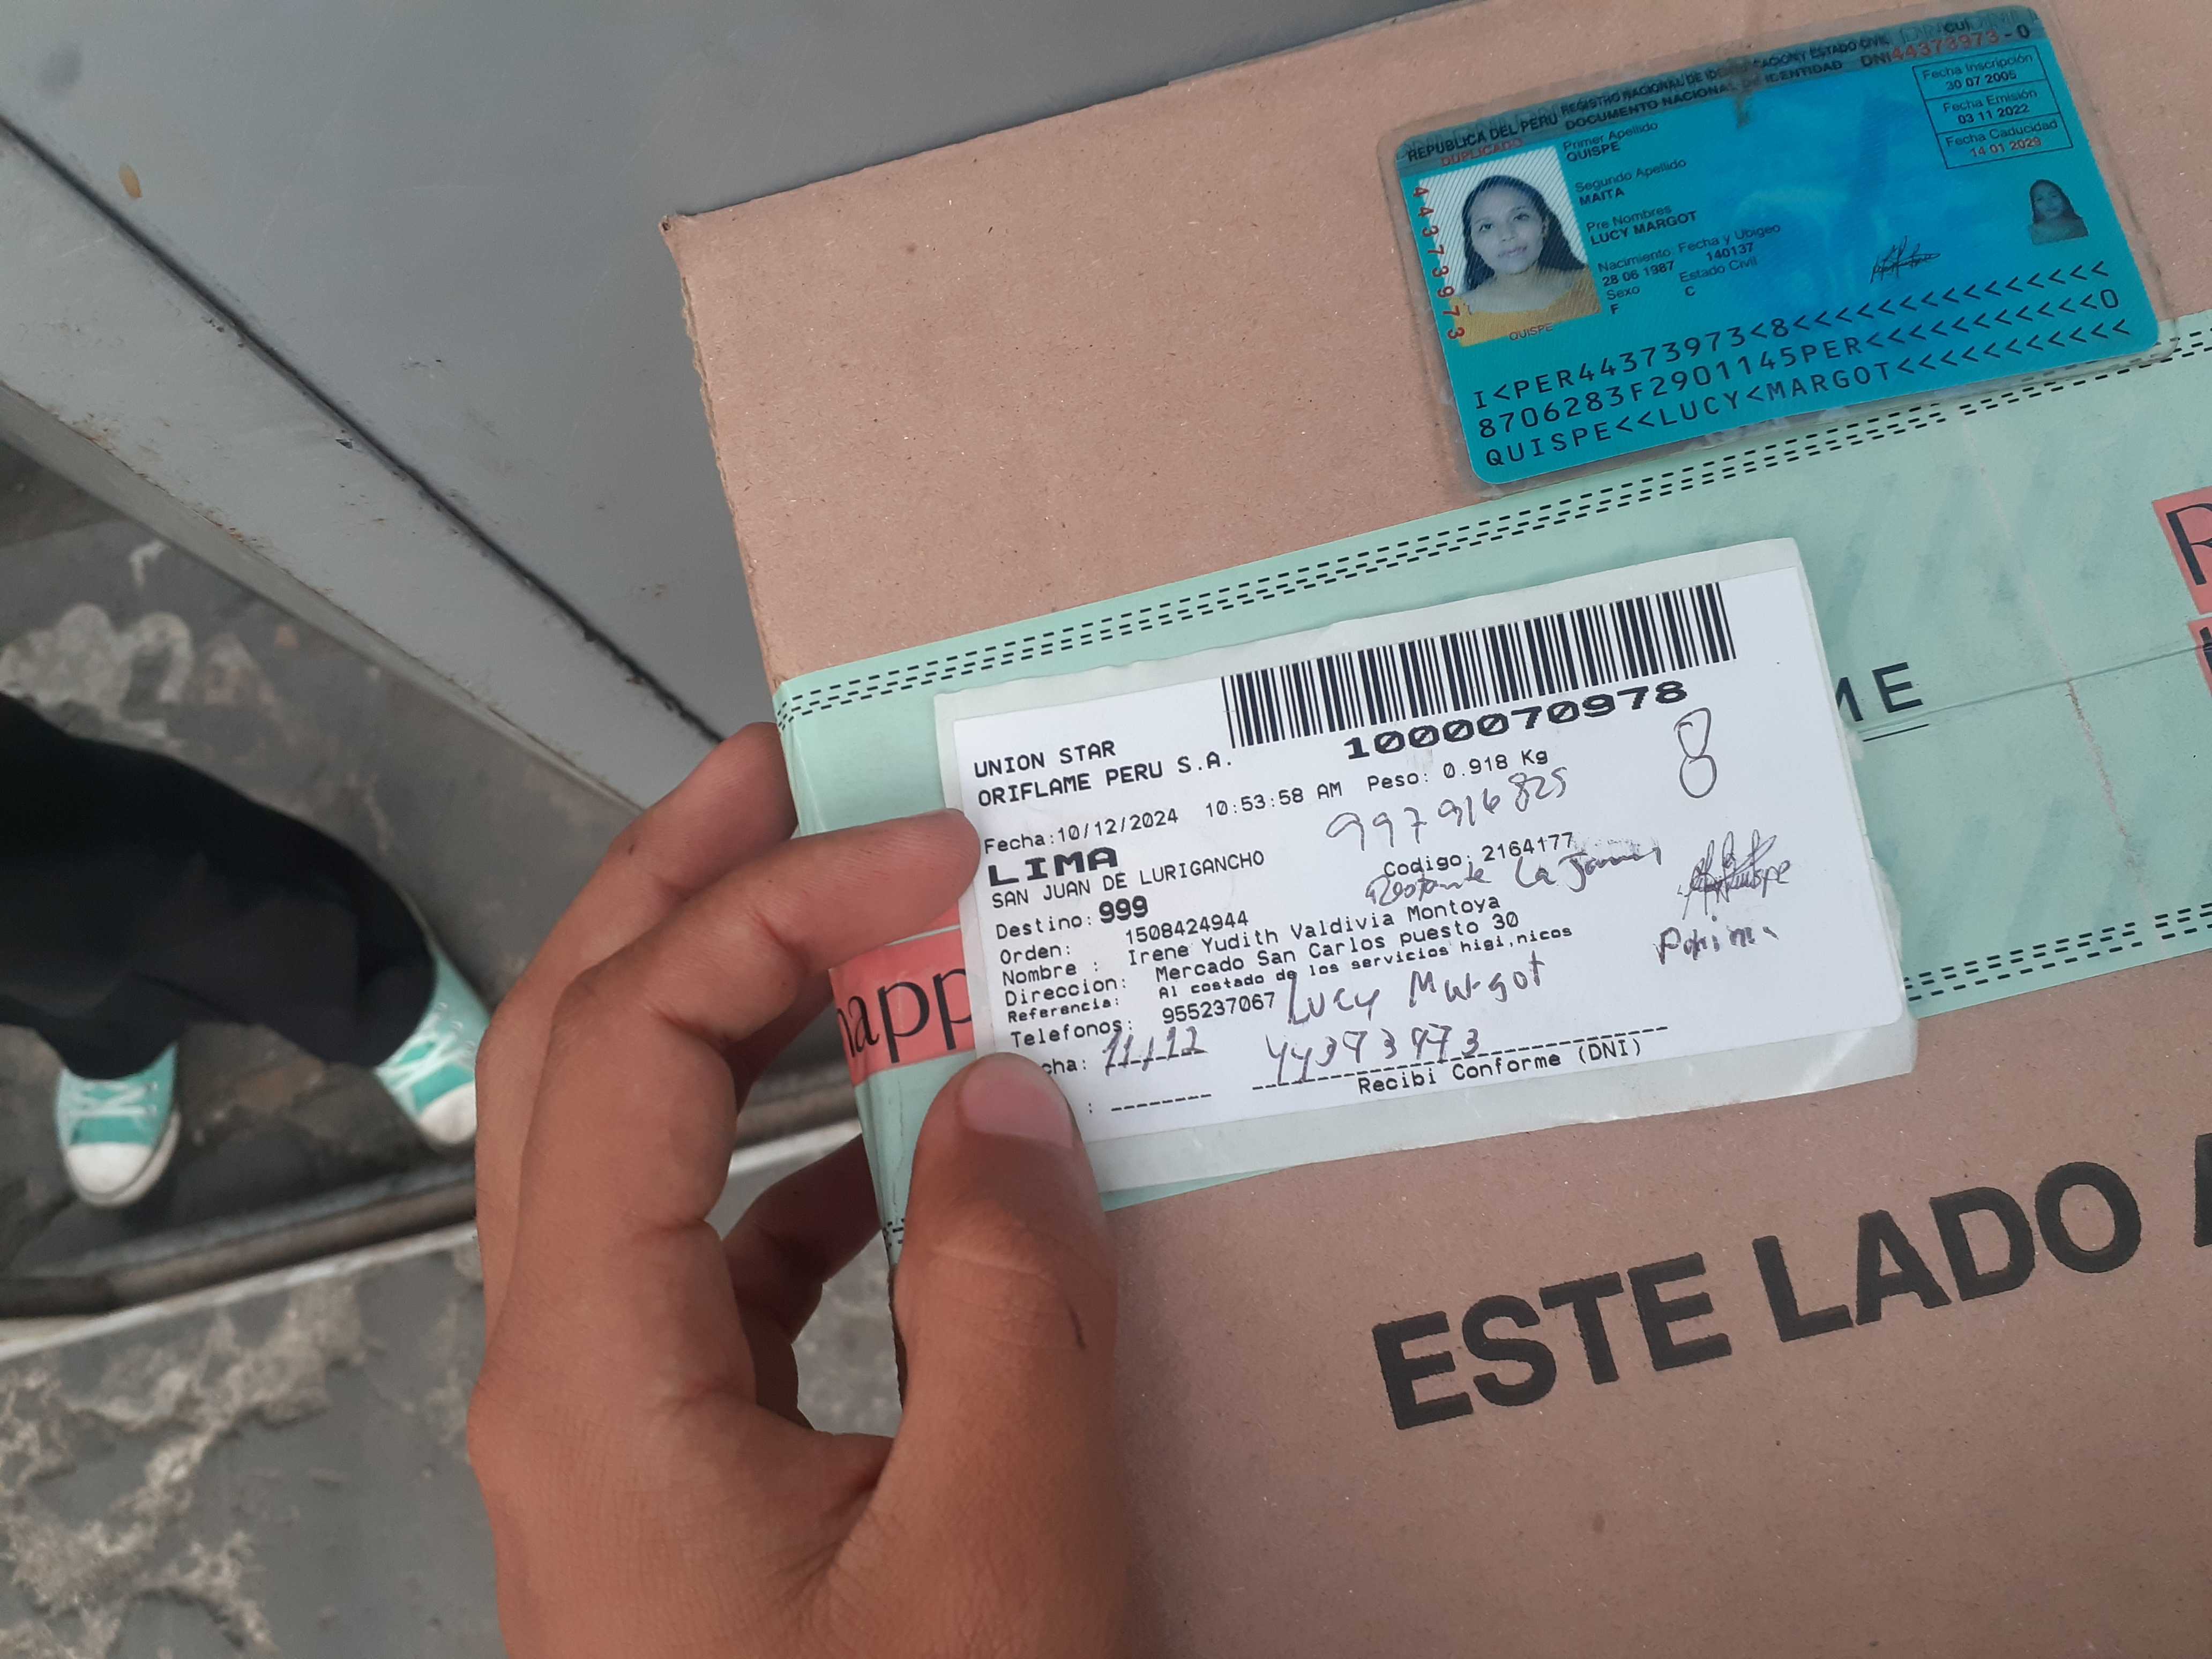 CUI
REPUBLICA DEL PERU REGISTRO NACIONAL DE IDENTIFICACION Y ESTADO CIVIL
DUPLICADO DOCUMENTO NACIONAL DE IDENTIDAD DNI 44373973-0
Fecha Inscripción
30 07 2005
Fecha Emisión
03 11 2022
Fecha Caducidad
14 01 2029
Primer Apellido
QUISPE
Segundo Apellido
MAITA
Pre Nombres
LUCY MARGOT
Nacimiento: Fecha y Ubigeo
28 06 1987 140137
Sexo Estado Civil
F C
44373973
QUISPE
I<PER44373973<8<<<<<<<<<<<<<<<
8706283F2901145PER<<<<<<<<<<<0
QUISPE<<LUCY<MARGOT<<<<<<<<<<<
1000070978
UNION STAR
ORIFLAME PERU S.A.
Fecha:10/12/2024 10:53:58 AM Peso: 0.918 Kg
997916825
8
LIMA
SAN JUAN DE LURIGANCHO Codigo: 2164177
Destino: 999
La
Orden: 1508424944
Nombre : Irene Yudith Valdivia Montoya
Direccion: Mercado San Carlos puesto 30
Referencia: Al costado de los servicios higi,nicos
Telefonos: 955237067 Lucy Margot
cha: 11/12 44373973
Recibi Conforme (DNI)
ME
app
ESTE LADO